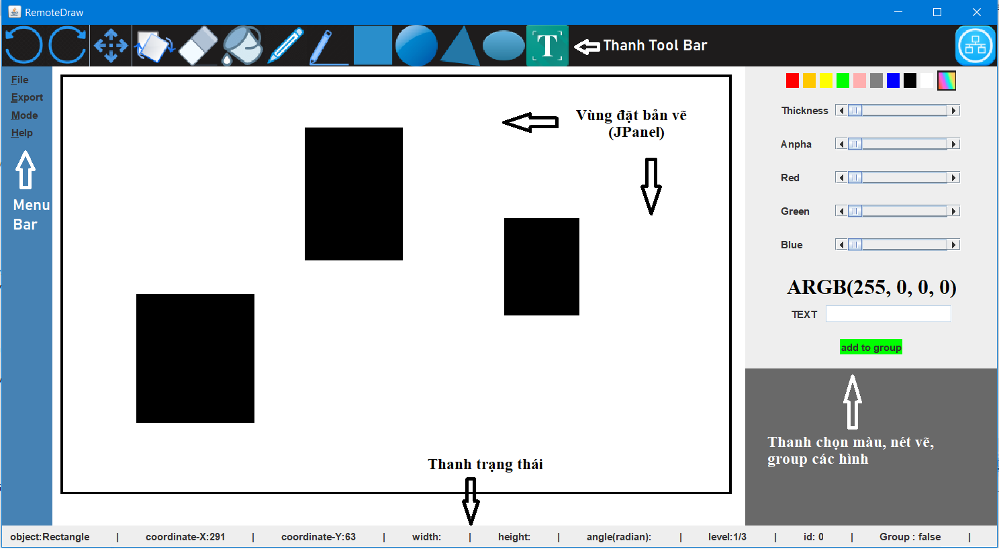 RemoteDraw
T
Thanh Tool Bar
File
Export
Mode
Help
Menu
Bar
Vùng đặt bản vẽ
(JPanel)
Thickness
Anpha
Red
Green
Blue
ARGB(255, 0, 0, 0)
TEXT
add to group
Thanh chọn màu, nét vẽ,
group các hình
Thanh trạng thái
object:Rectangle | coordinate-X:291 | coordinate-Y:63 | width: | height: | angle(radian): | level:1/3 | id: 0 | Group : false |